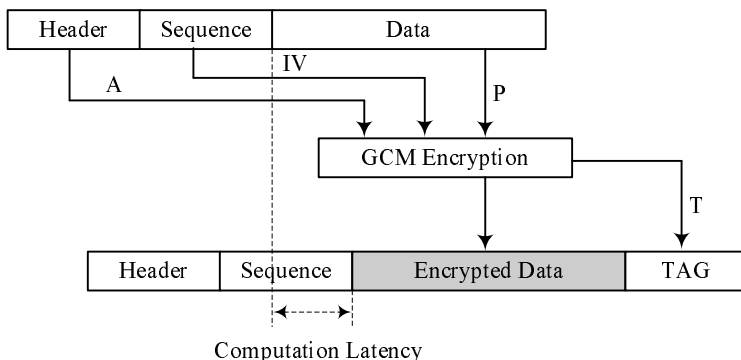 Header Sequence Data
IV
A
P
GCM Encryption
T
Header Sequence Encrypted Data TAG
Computation Latency